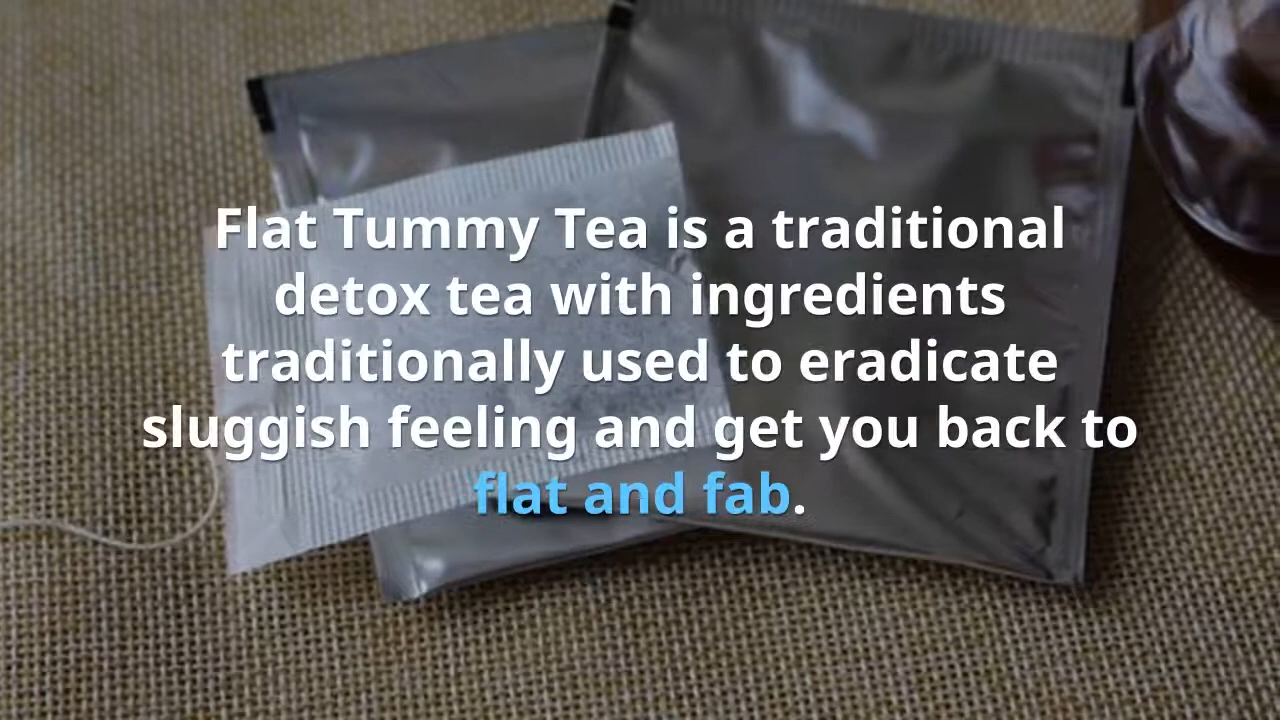 Flat Tummy Tea is a traditional
detox tea with ingredients
traditionally used to eradicate
sluggish feeling and get you back to
flat and fab.